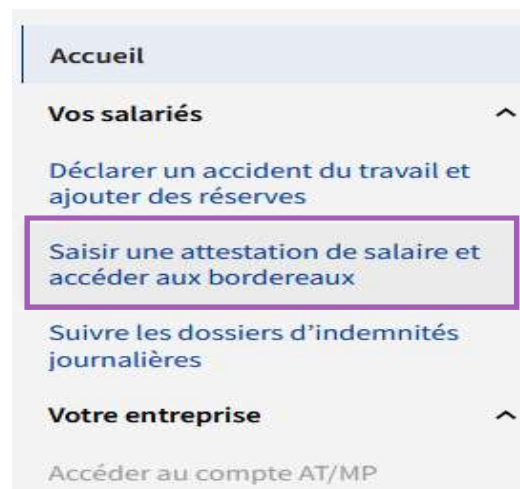 Accueil
Vos salariés
Déclarer un accident du travail et
ajouter des réserves
Saisir une attestation de salaire et
accéder aux bordereaux
Suivre les dossiers d’indemnités
journalières
Votre entreprise
Accéder au compte AT/MP